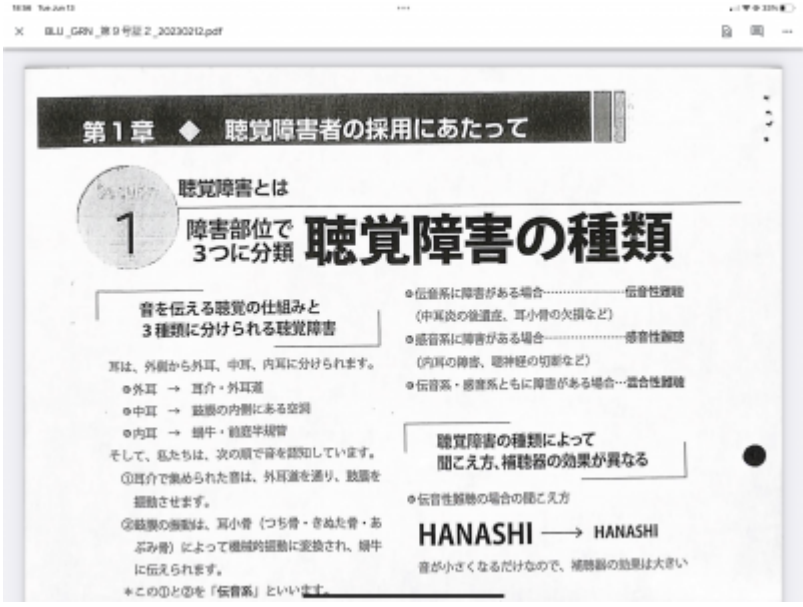 18:56 Tue Jun 13
33%
BLU_GRN_第9号証2_20230212.pdf
第1章 ◆ 聴覚障害者の採用にあたって
Section
1
聴覚障害とは
障害部位で
3つに分類
聴覚障害の種類
音を伝える聴覚の仕組みと
3種類に分けられる聴覚障害
耳は、外側から外耳、中耳、内耳に分けられます。
●外耳 → 耳介・外耳道
●中耳 → 鼓膜の内側にある空洞
●内耳 → 蝸牛・前庭半規管
そして、私たちは、次の順で音を認知しています。
①耳介で集められた音は、外耳道を通り、鼓膜を
振動させます。
②鼓膜の振動は、耳小骨(つち骨・きぬた骨・あ
ぶみ骨)によって機械的振動に変換され、蝸牛
に伝えられます。
*この①と②を「伝音系」といいます。
●伝音系に障害がある場合…………………伝音性難聴
(中耳炎の後遺症、耳小骨の欠損など)
●感音系に障害がある場合…………………感音性難聴
(内耳の障害、聴神経の切断など)
●伝音系・感音系ともに障害がある場合…混合性難聴
聴覚障害の種類によって
聞こえ方、補聴器の効果が異なる
●伝音性難聴の場合の聞こえ方
HANASHI → HANASHI
音が小さくなるだけなので、補聴器の効果は大きい